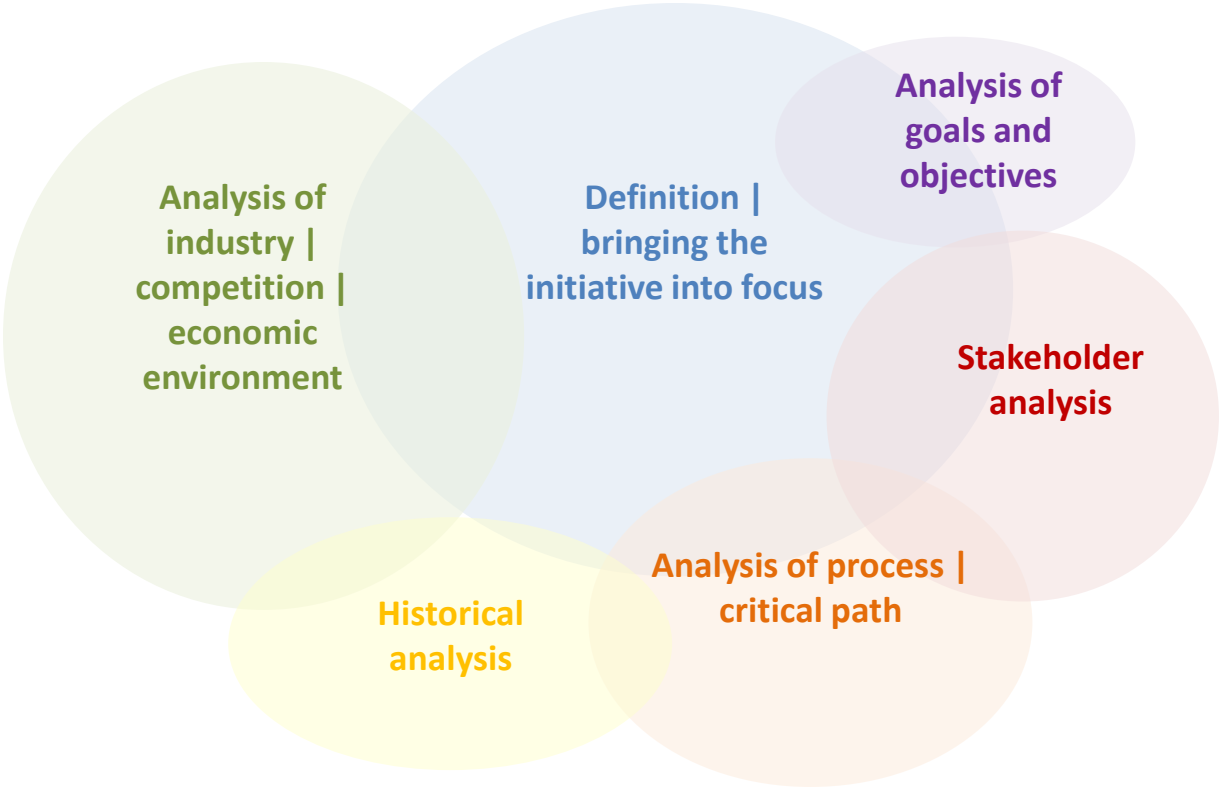 Analysis of
industry |
competition |
economic
environment
Definition |
bringing the
initiative into focus
Analysis of
goals and
objectives
Stakeholder
analysis
Historical
analysis
Analysis of process |
critical path